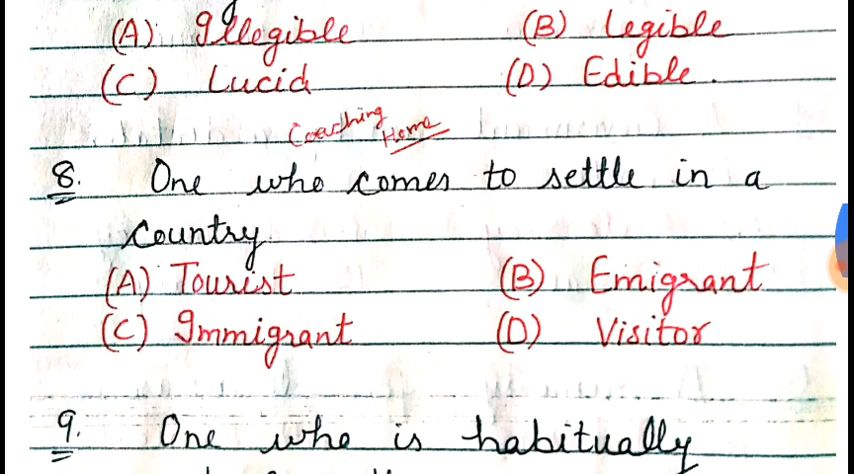 (A) Illegible (B) Legible
(C) Lucid (D) Edible.
Coaching Home
8. One who comes to settle in a
country
(A) Tourist (B) Emigrant
(C) Immigrant (D) Visitor
9. One who is habitually